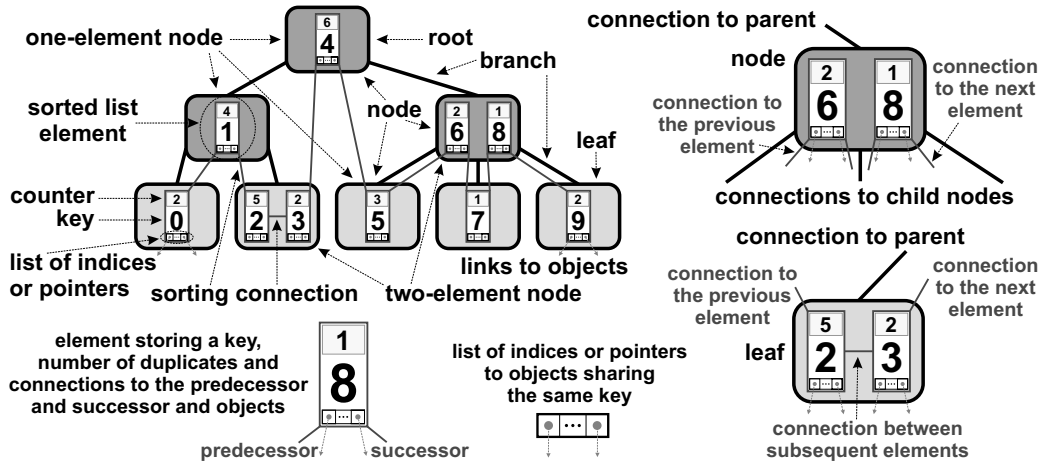 one-element node
6
4
root
branch
sorted list
element
4
1
node
2
6
1
8
leaf
counter
key
list of indices
or pointers
2
0
5
2
2
3
3
5
1
7
2
9
sorting connection
two-element node
links to objects
element storing a key,
number of duplicates and
connections to the predecessor
and successor and objects
1
8
predecessor
successor
list of indices or pointers
to objects sharing
the same key
...
connection to parent
node
2
6
1
8
connection to
the previous
element
connection
to the next
element
connections to child nodes
connection to parent
connection to
the previous
element
connection
to the next
element
leaf
5
2
2
3
connection between
subsequent elements